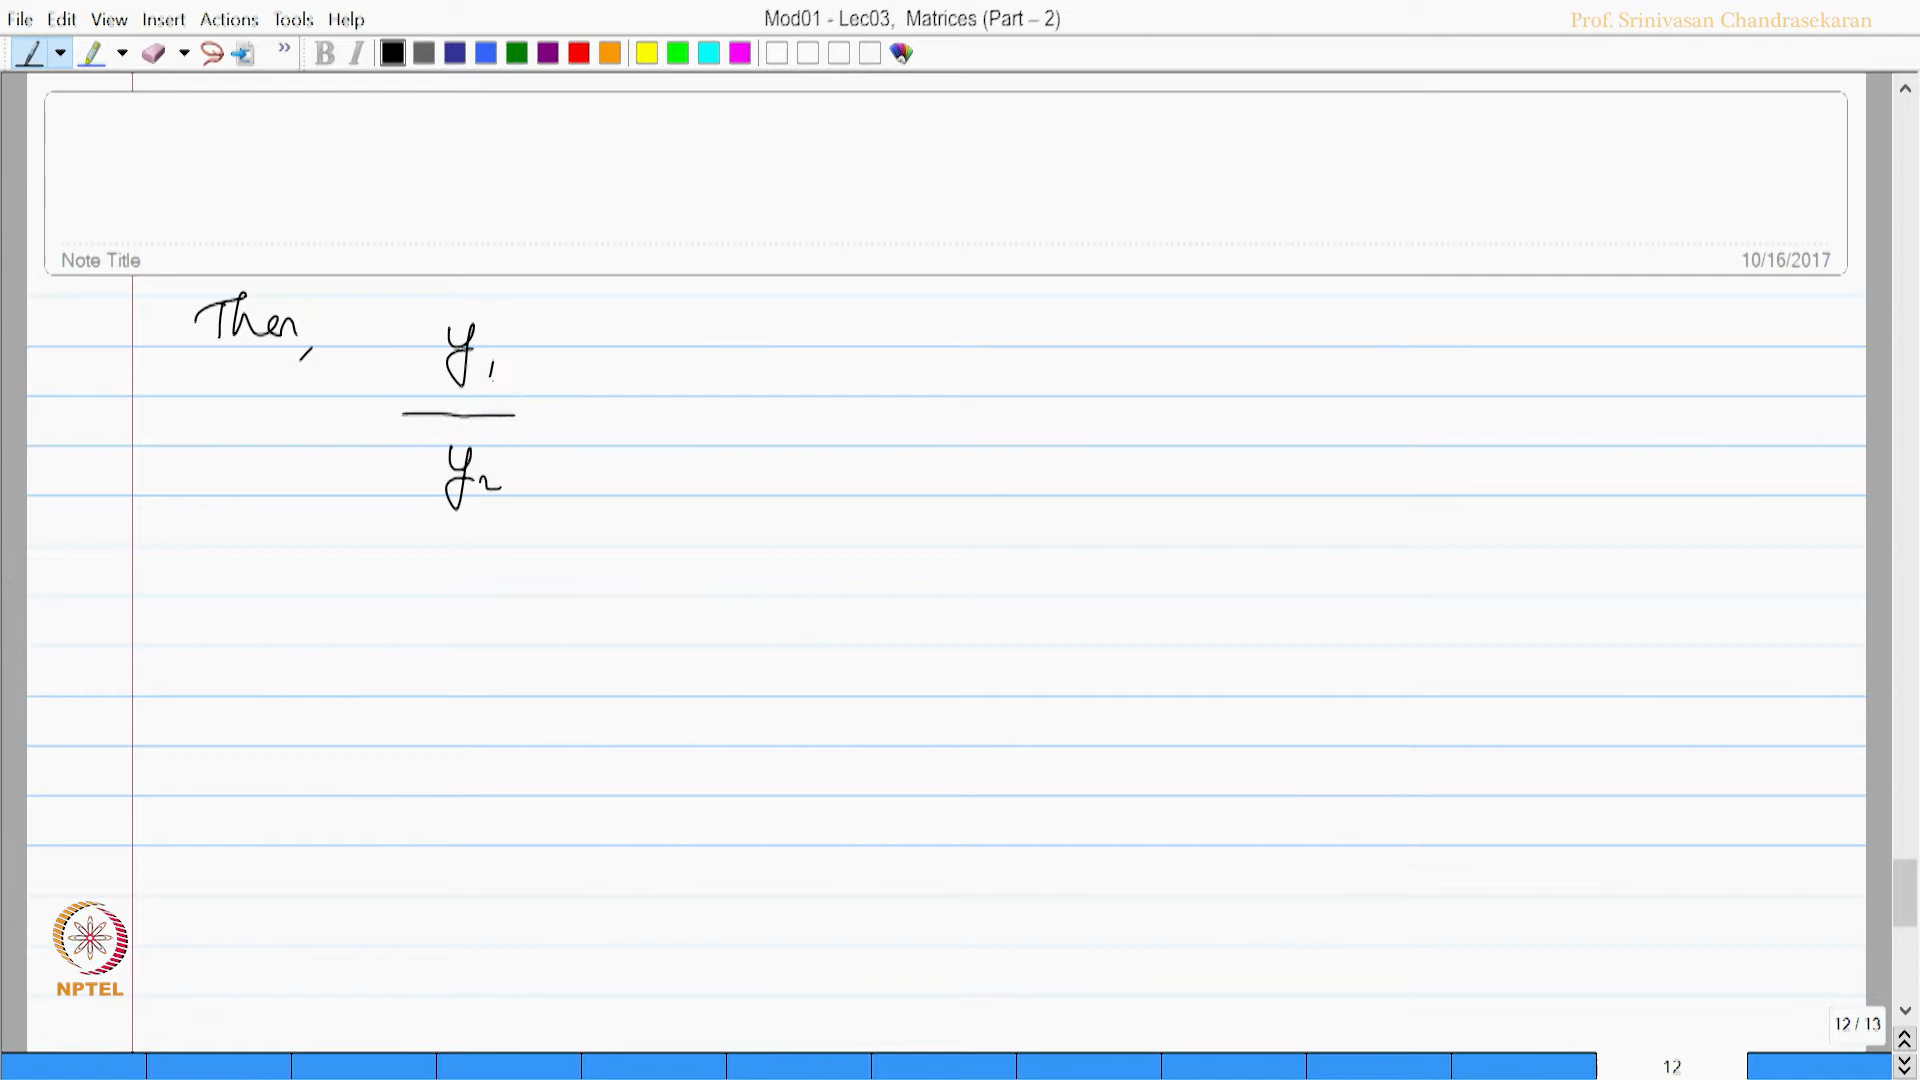 File Edit View Insert Actions Tools Help
Mod01 - Lec03, Matrices (Part – 2)
Prof. Srinivasan Chandrasekaran
B I
Note Title
10/16/2017
Then,
y1
y2
NPTEL
12 / 13
12